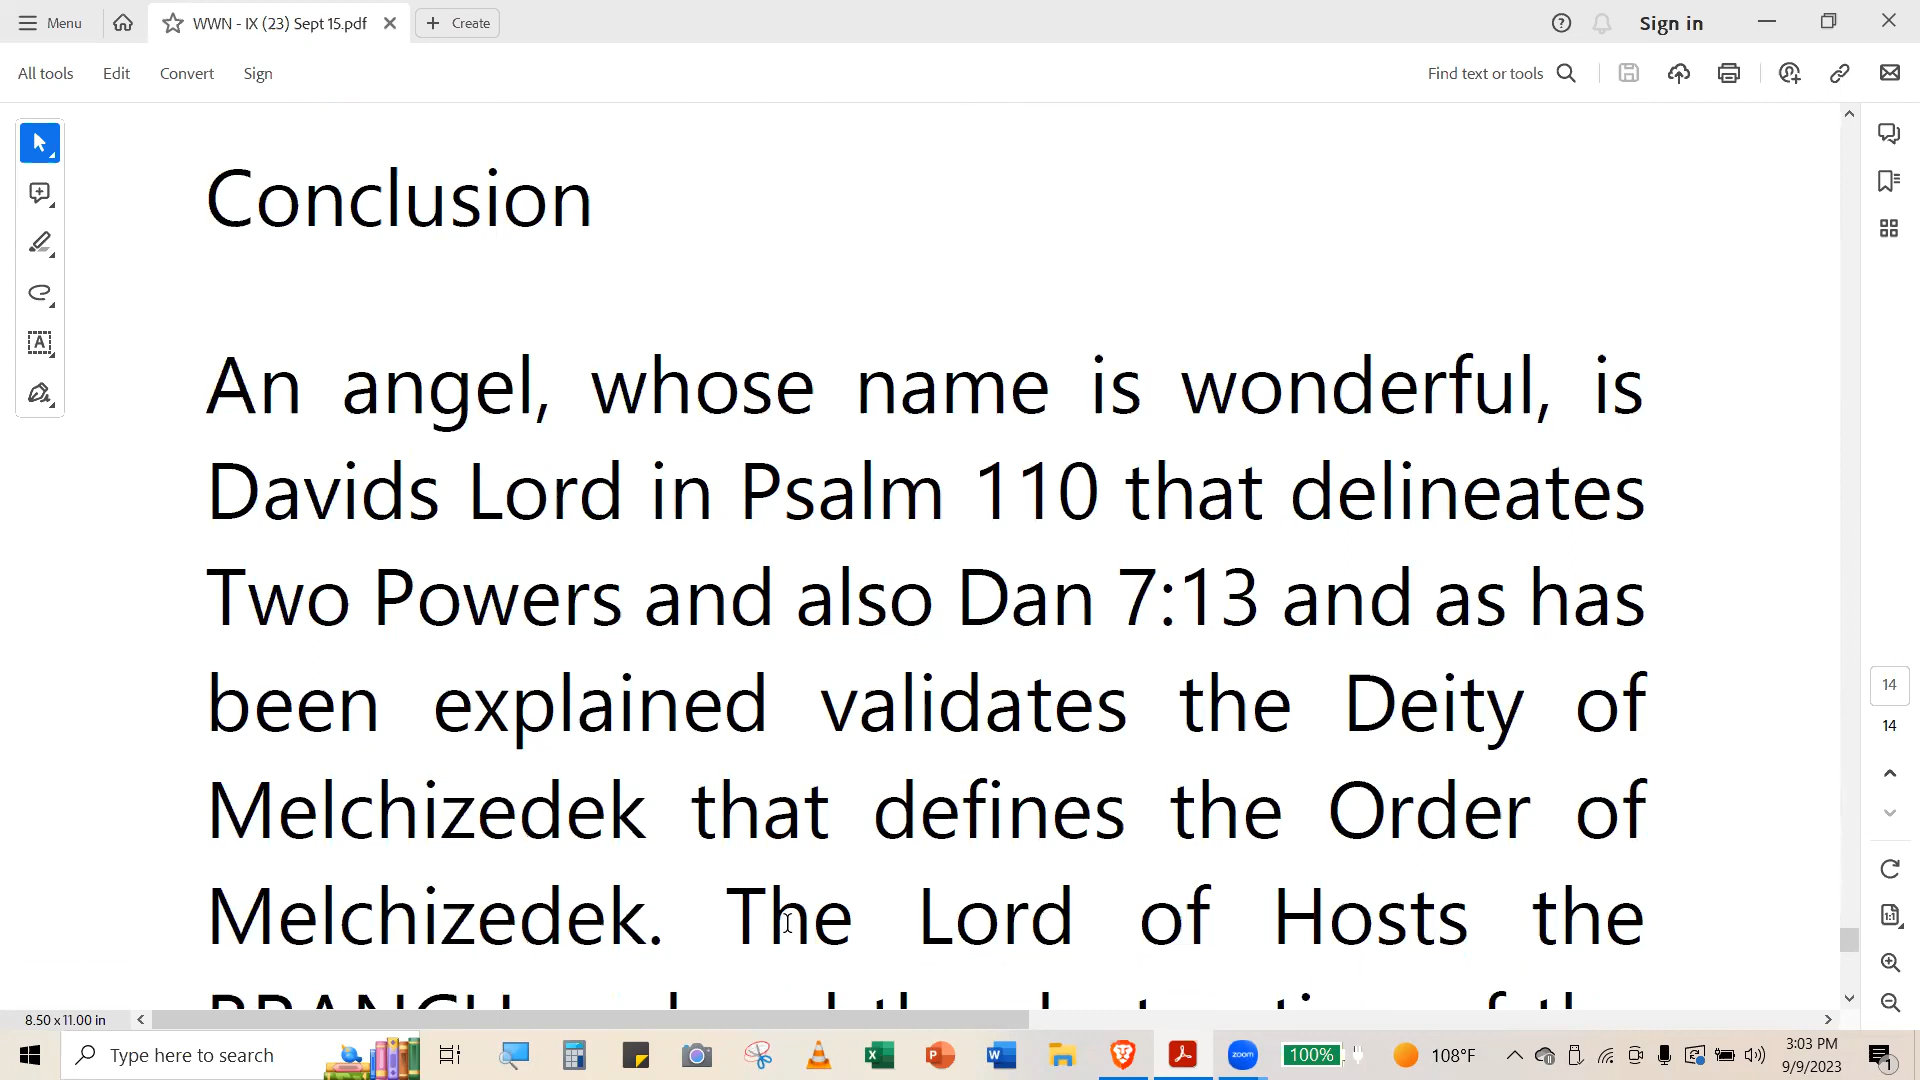 Menu
WWN - IX (23) Sept 15.pdf
Create
Sign in
All tools
Edit
Convert
Sign
Find text or tools
Conclusion
An angel, whose name is wonderful, is
Davids Lord in Psalm 110 that delineates
Two Powers and also Dan 7:13 and as has
been explained validates the Deity of
Melchizedek that defines the Order of
Melchizedek. The Lord of Hosts the
14
14
8.50 x 11.00 in
Type here to search
zoom
100%
108°F
3:03 PM
9/9/2023
1